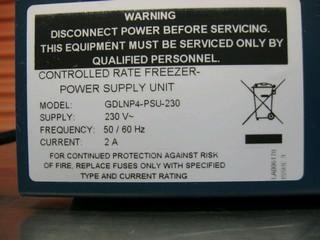 WARNING
DISCONNECT POWER BEFORE SERVICING.
THIS EQUIPMENT MUST BE SERVICED ONLY BY
QUALIFIED PERSONNEL.
CONTROLLED RATE FREEZER-
POWER SUPPLY UNIT
MODEL: GDLNP4-PSU-230
SUPPLY: 230 V~
FREQUENCY: 50 / 60 Hz
CURRENT: 2 A
FOR CONTINUED PROTECTION AGAINST RISK
OF FIRE, REPLACE FUSES ONLY WITH SPECIFIED
TYPE AND CURRENT RATING